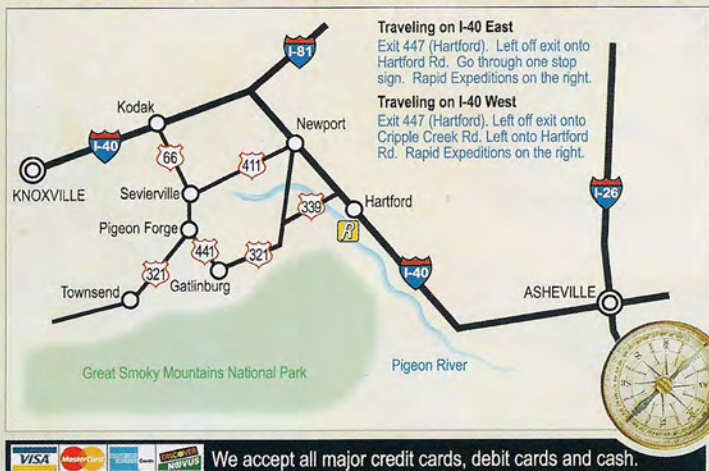 Traveling on I-40 East
Exit 447 (Hartford). Left off exit onto
Hartford Rd. Go through one stop
sign. Rapid Expeditions on the right.
Traveling on I-40 West
Exit 447 (Hartford). Left off exit onto
Cripple Creek Rd. Left onto Hartford
Rd. Rapid Expeditions on the right.
I-81
Kodak
I-40
Newport
66
411
KNOXVILLE
Sevierville
I-26
339
Hartford
Pigeon Forge
R
441
321
321
I-40
Townsend
Gatlinburg
ASHEVILLE
Great Smoky Mountains National Park
Pigeon River
VISA
MasterCard
Cards
DISCOVER
NOVUS
We accept all major credit cards, debit cards and cash.